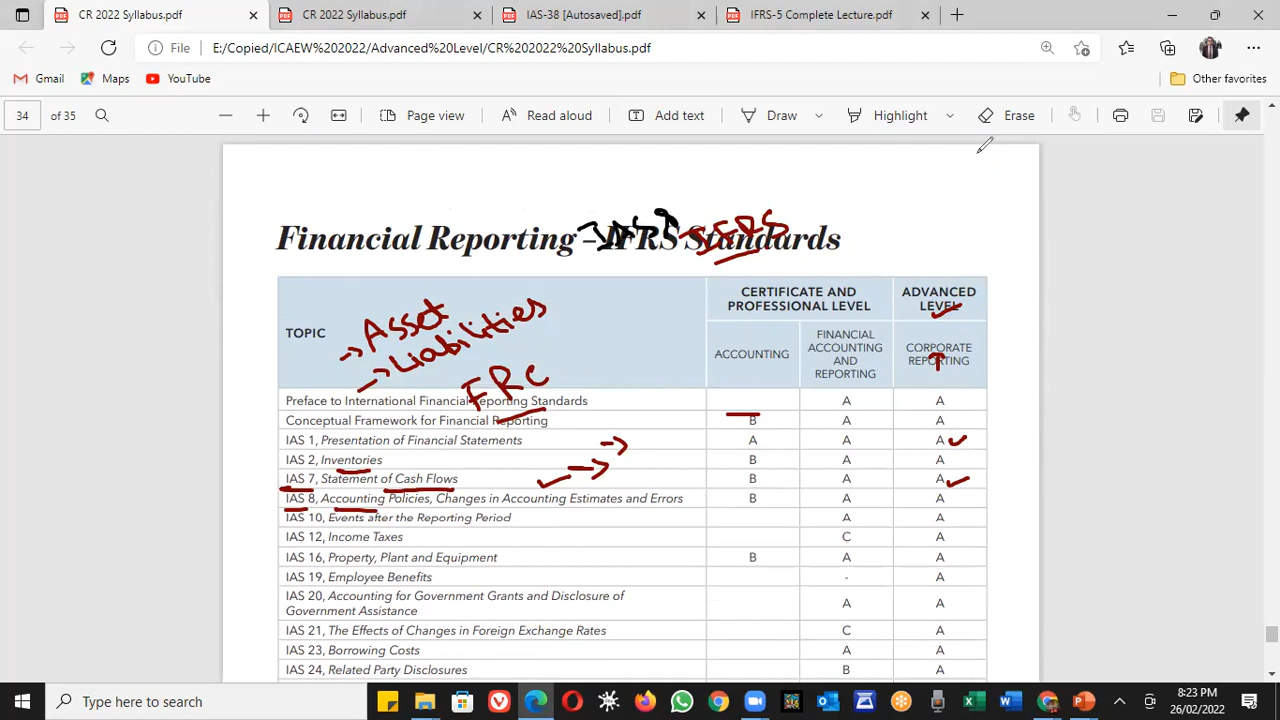 CR 2022 Syllabus.pdf
CR 2022 Syllabus.pdf
IAS-38 [Autosaved].pdf
IFRS-5 Complete Lecture.pdf
File
E:/Copied/ICAEW%202022/Advanced%20Level/CR%202022%20Syllabus.pdf
Gmail
Maps
YouTube
Other favorites
34 of 35
Page view
Read aloud
Add text
Draw
Highlight
Erase
Financial Reporting – IFRS Standards
IFRS
TOPIC
CERTIFICATE AND PROFESSIONAL LEVEL
ADVANCED LEVEL
ACCOUNTING
FINANCIAL ACCOUNTING AND REPORTING
CORPORATE REPORTING
→ Asset
→ Liabilities
FRC
Preface to International Financial Reporting Standards A A
Conceptual Framework for Financial Reporting B A A
IAS 1, Presentation of Financial Statements A A A
IAS 2, Inventories B A A
IAS 7, Statement of Cash Flows B A A
IAS 8, Accounting Policies, Changes in Accounting Estimates and Errors B A A
IAS 10, Events after the Reporting Period A A
IAS 12, Income Taxes C A
IAS 16, Property, Plant and Equipment B A A
IAS 19, Employee Benefits - A
IAS 20, Accounting for Government Grants and Disclosure of
Government Assistance A A
IAS 21, The Effects of Changes in Foreign Exchange Rates C A
IAS 23, Borrowing Costs A A
IAS 24, Related Party Disclosures B A
Type here to search
8:23 PM
26/02/2022